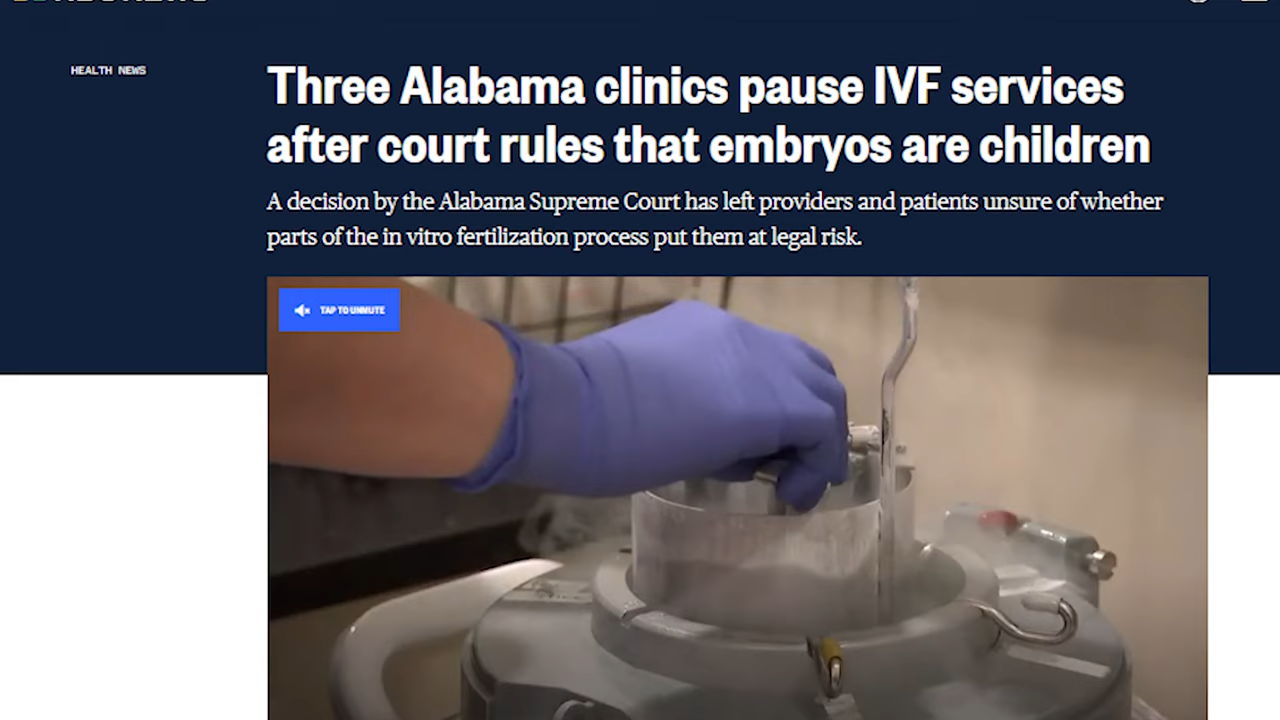 HEALTH NEWS
Three Alabama clinics pause IVF services
after court rules that embryos are children
A decision by the Alabama Supreme Court has left providers and patients unsure of whether
parts of the in vitro fertilization process put them at legal risk.
TAP TO UNMUTE